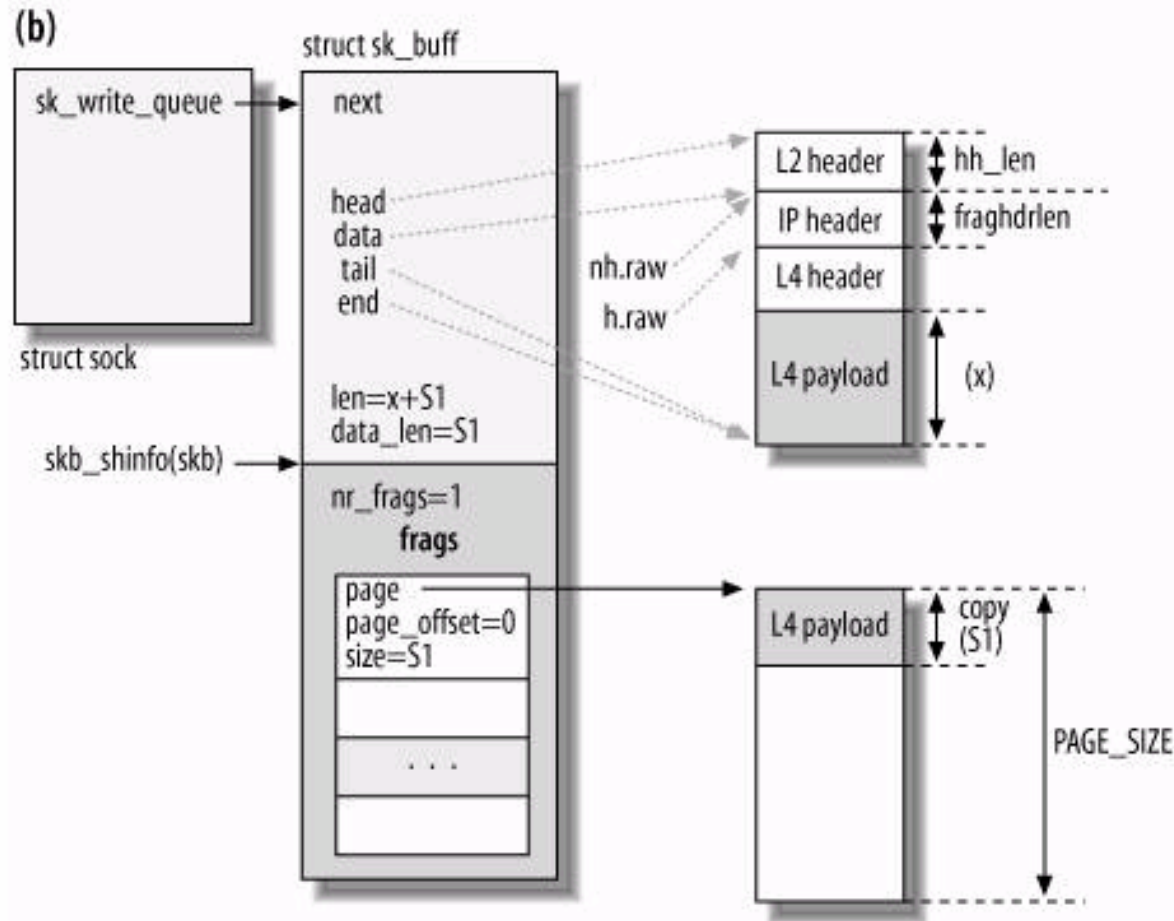 (b)
struct sk_buff
sk_write_queue
next
head
data
tail
end
struct sock
len=x+S1
data_len=S1
skb_shinfo(skb)
nr_frags=1
frags
page
page_offset=0
size=S1
. . .
L2 header
hh_len
IP header
fraghdrlen
nh.raw
L4 header
h.raw
L4 payload
(x)
L4 payload
copy
(S1)
PAGE_SIZE